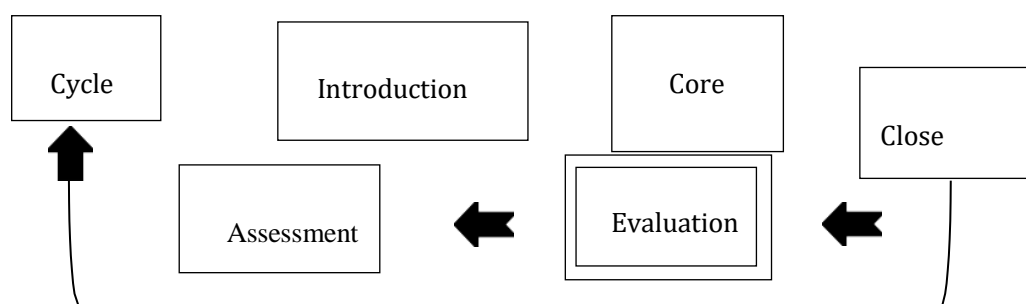 Cycle
Introduction
Core
Close
Assessment
Evaluation